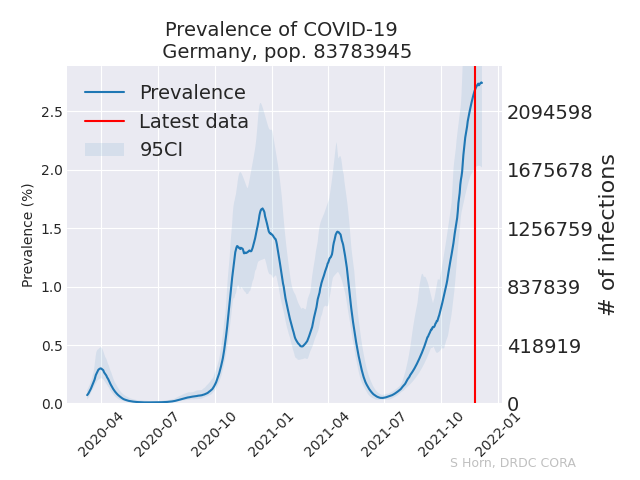 Prevalence of COVID-19
Germany, pop. 83783945
Prevalence
Latest data
95CI
Prevalence (%)
2.5
2.0
1.5
1.0
0.5
0.0
2094598
1675678
1256759
837839
418919
0
# of infections
2020-04
2020-07
2020-10
2021-01
2021-04
2021-07
2021-10
2022-01
S Horn, DRDC CORA